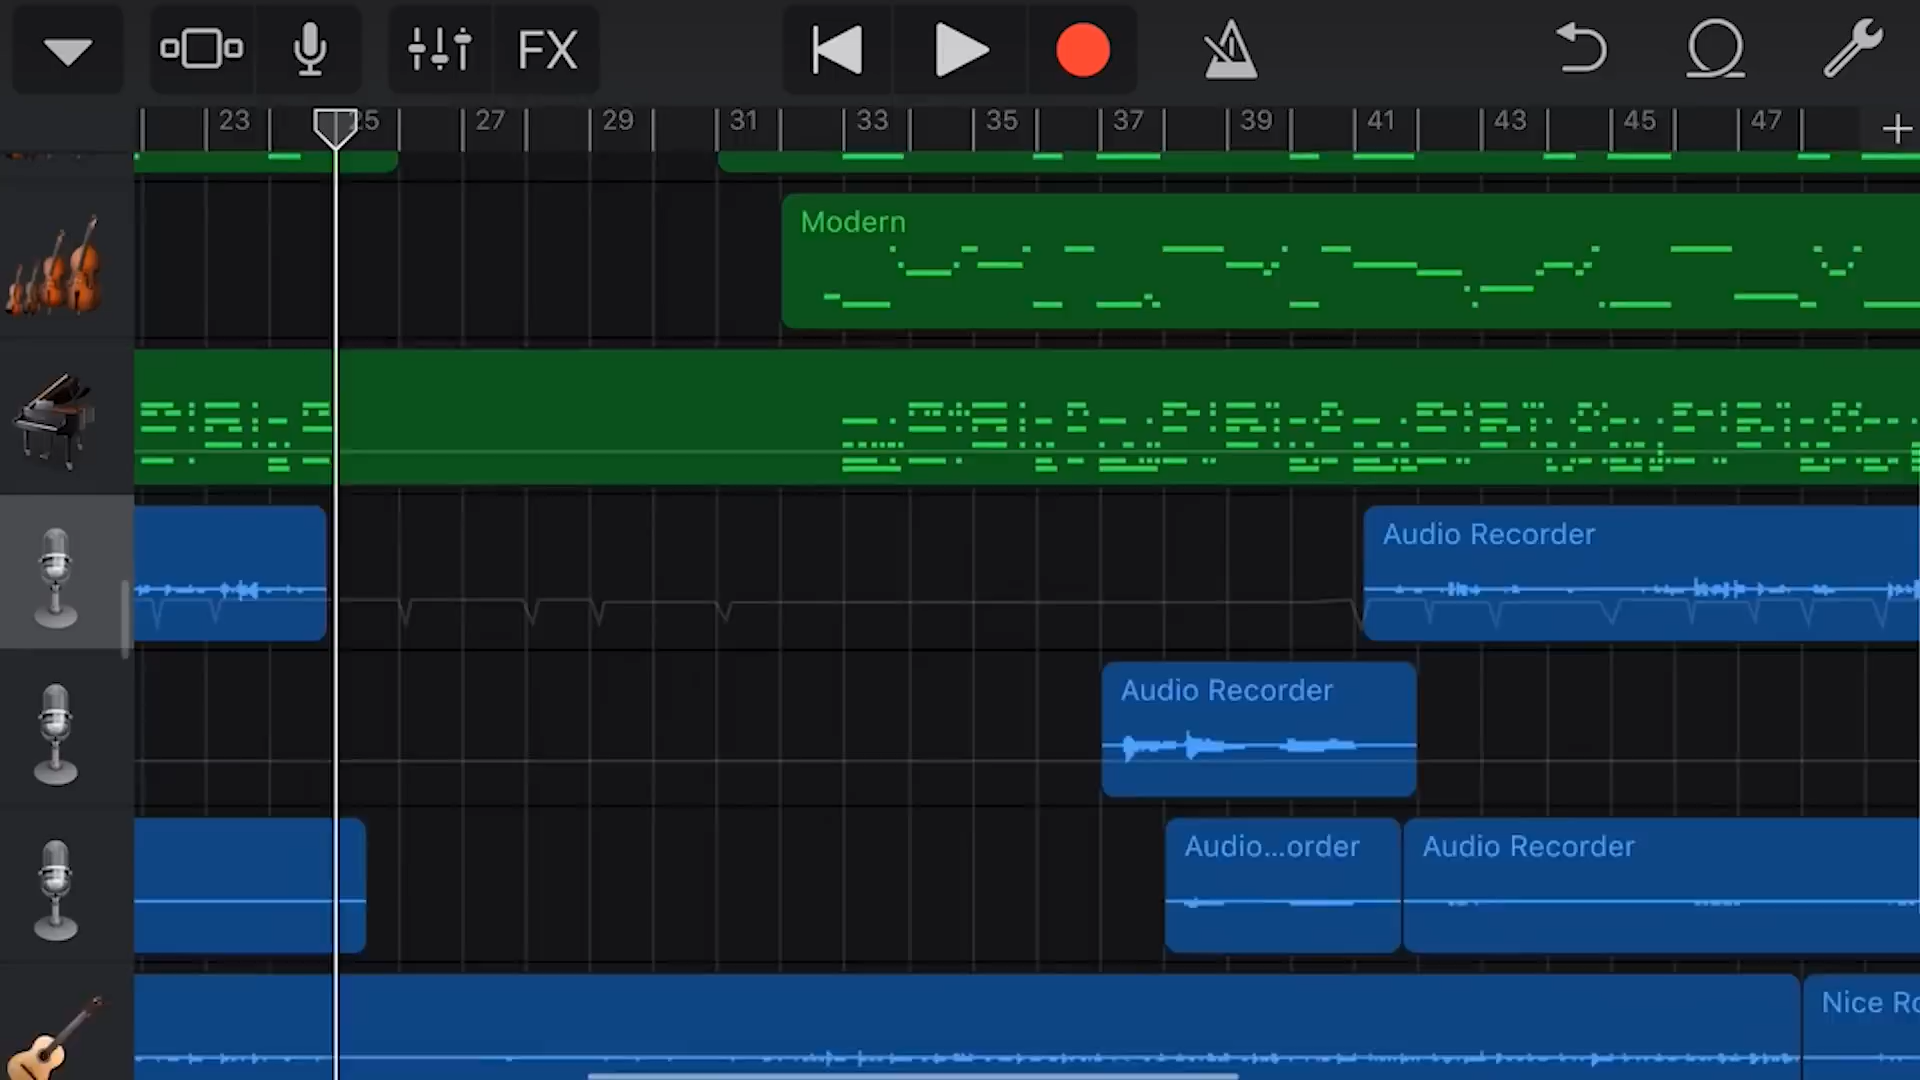 FX
23 25 27 29 31 33 35 37 39 41 43 45 47
Modern
Audio Recorder
Audio Recorder
Audio...order Audio Recorder
Nice